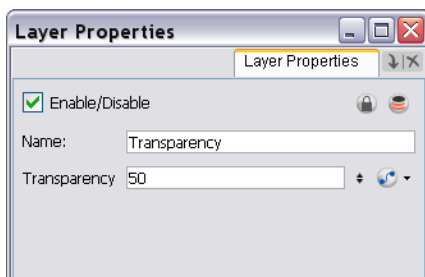 Layer Properties
Layer Properties
Enable/Disable
Name: Transparency
Transparency 50